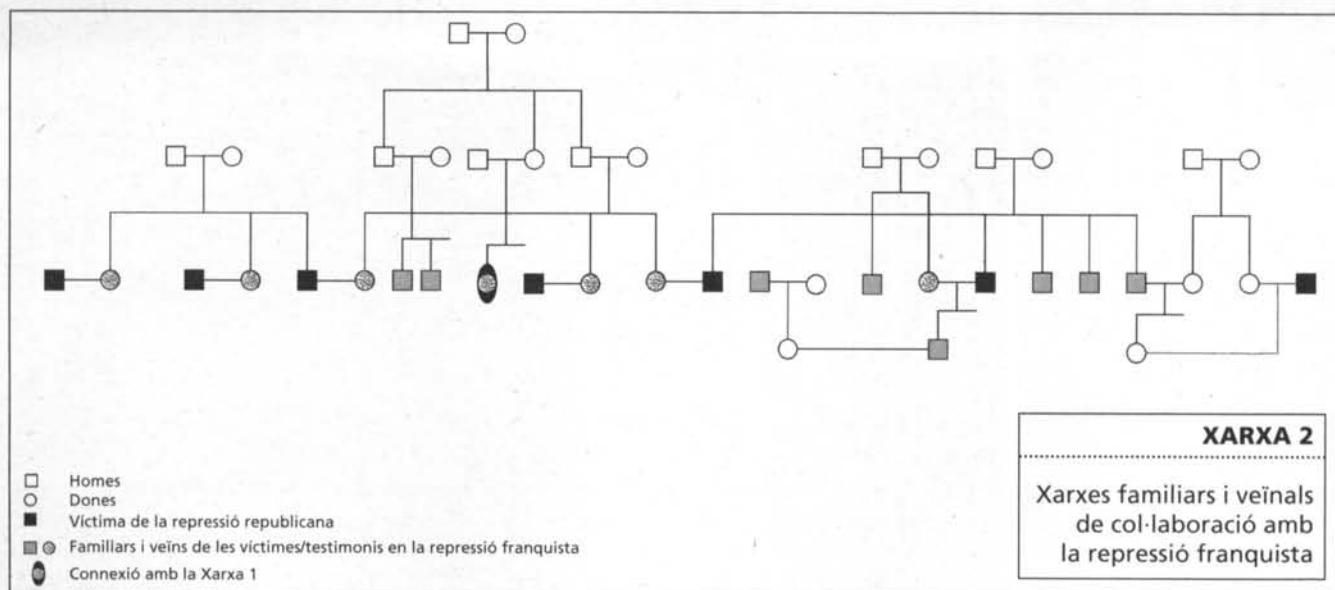 Homes
Dones
Víctima de la repressió republicana
Familiars i veïns de les víctimes/testimonis en la repressió franquista
Connexió amb la Xarxa 1
XARXA 2
Xarxes familiars i veïnals
de col·laboració amb
la repressió franquista